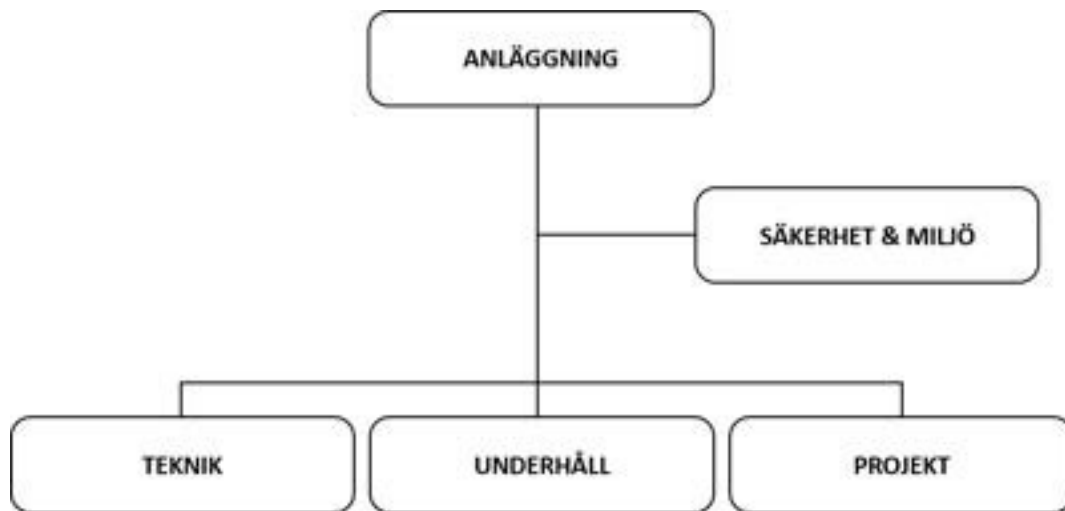 ANLÄGGNING
SÄKERHET & MILJÖ
TEKNIK
UNDERHÅLL
PROJEKT